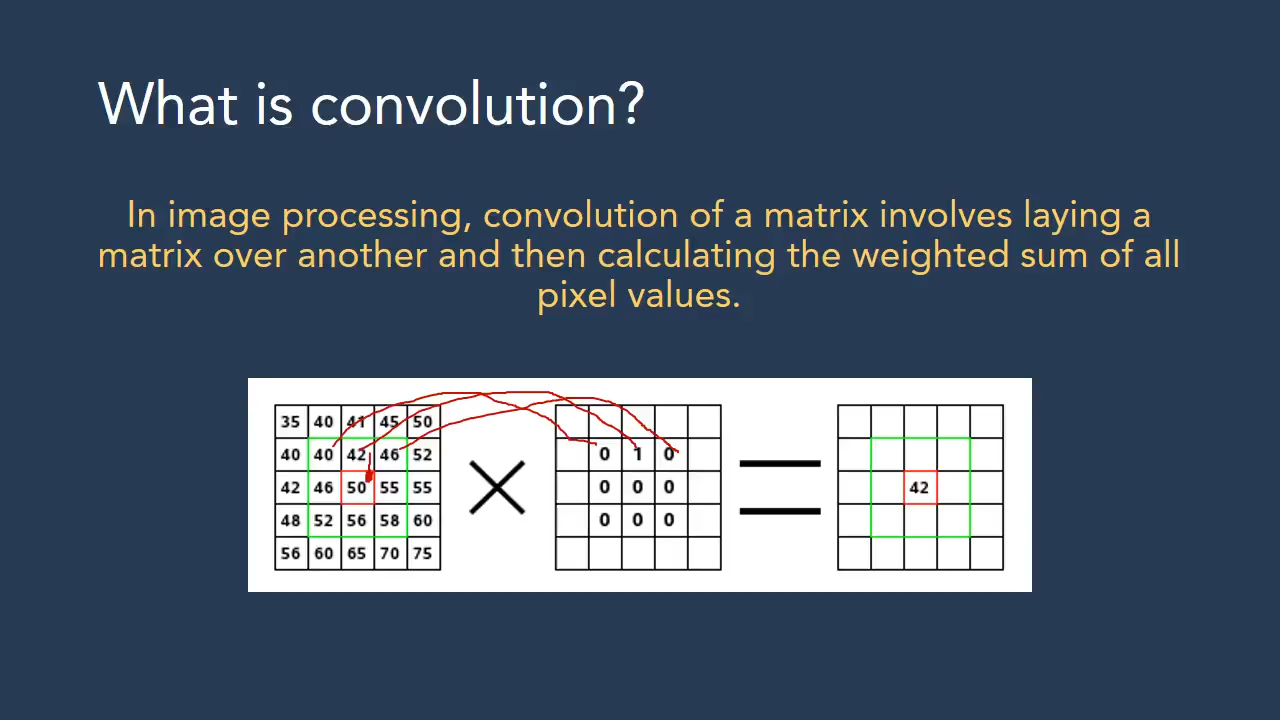 What is convolution?
In image processing, convolution of a matrix involves laying a
matrix over another and then calculating the weighted sum of all
pixel values.
35 40 41 45 50
40 40 42 46 52 0 1 0
42 46 50 55 55 0 0 0 42
48 52 56 58 60 0 0 0
56 60 65 70 75